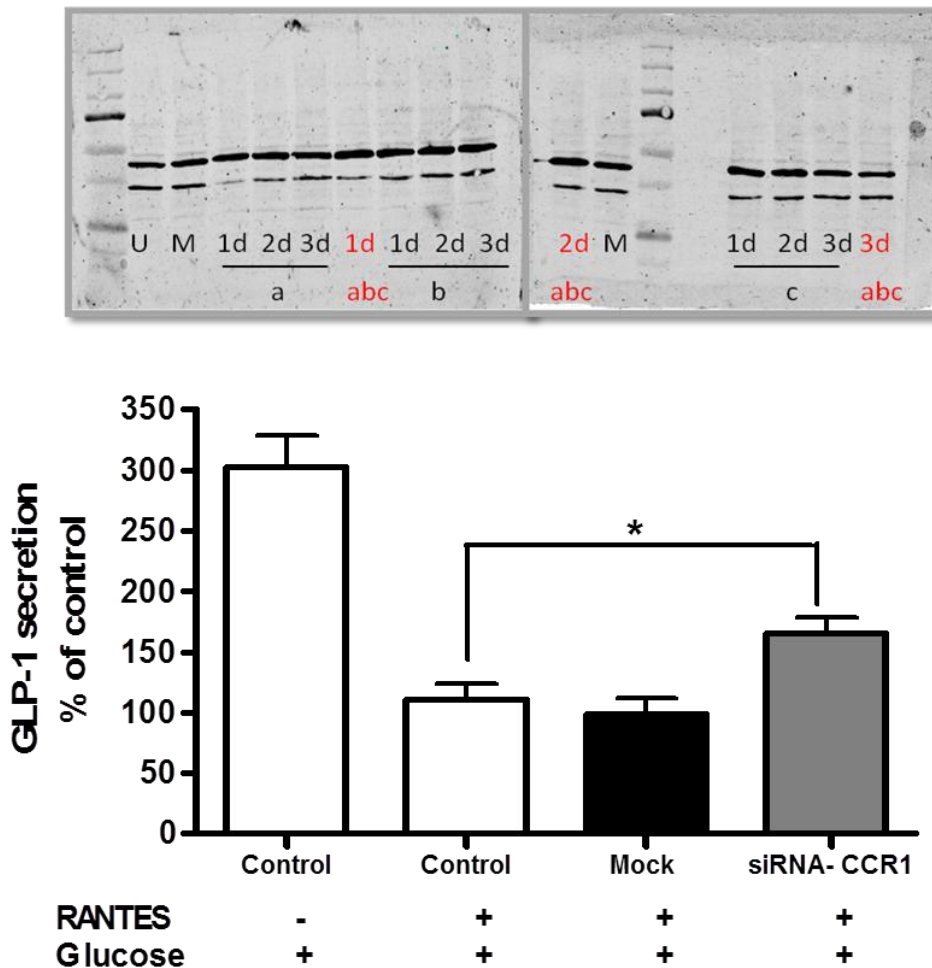 U M 1d 2d 3d 1d 1d 2d 3d 2d M 1d 2d 3d 3d
a abc b abc c abc
350
300
250
200
150
100
50
0
GLP-1 secretion
% of control
*
Control Control Mock siRNA- CCR1
RANTES - + + +
Glucose + + + +